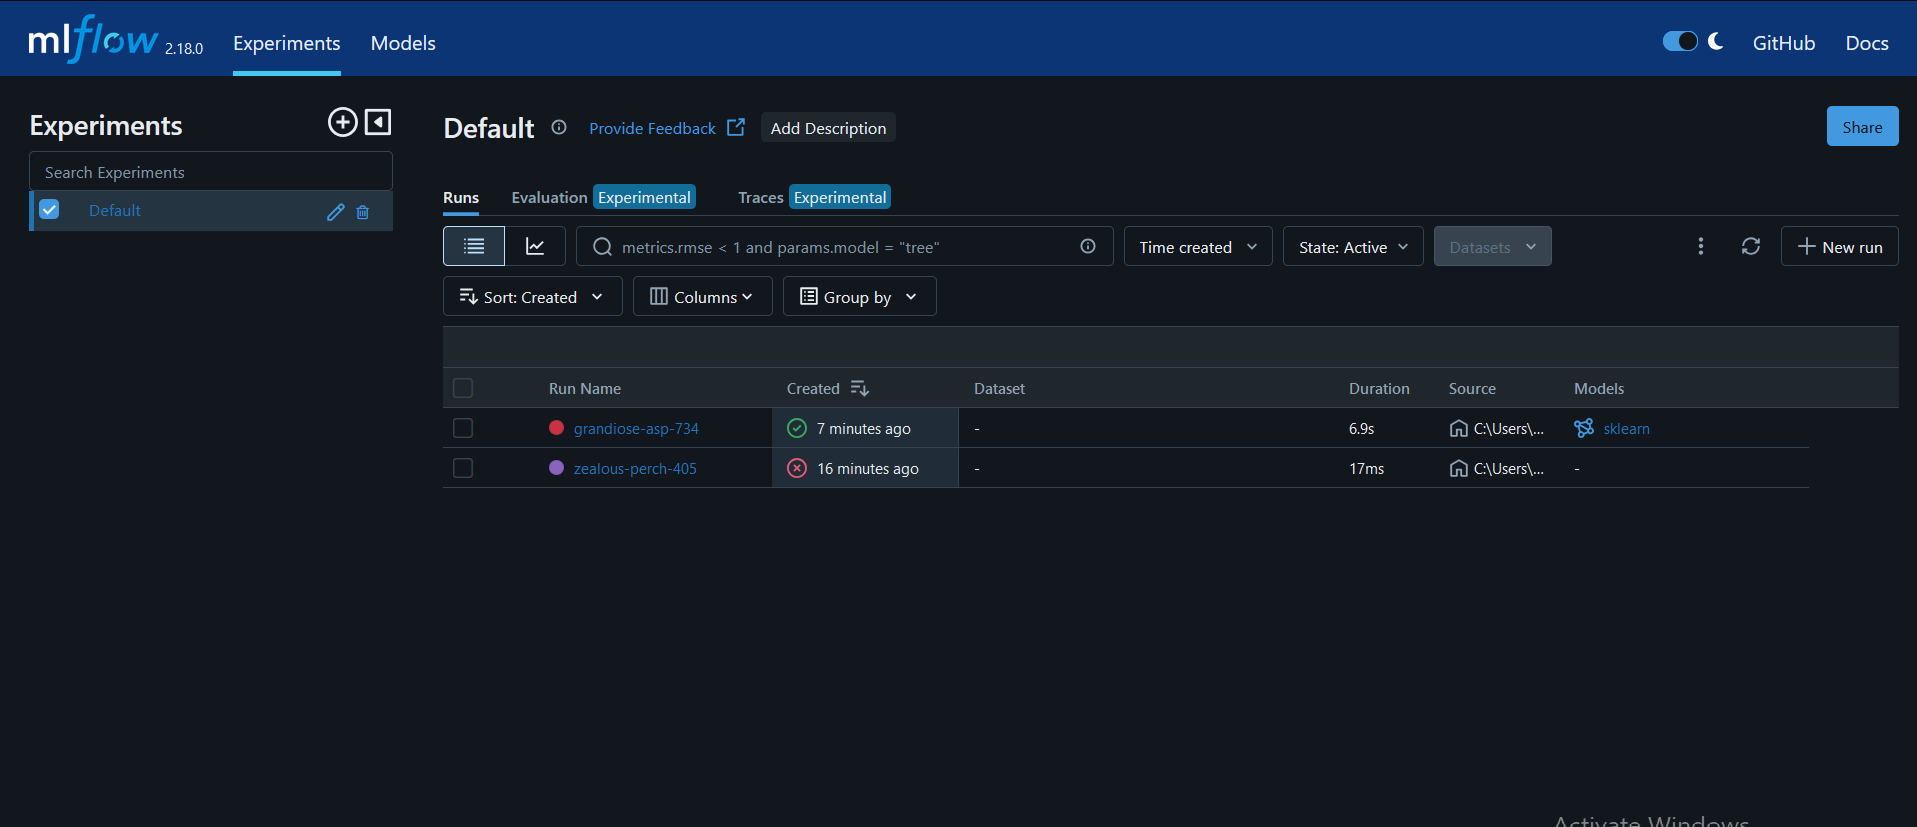 mlflow 2.18.0 Experiments Models GitHub Docs
Experiments
Search Experiments
Default
Default Provide Feedback Add Description Share
Runs Evaluation Experimental Traces Experimental
metrics.rmse < 1 and params.model = "tree" Time created State: Active Datasets New run
Sort: Created Columns Group by
Run Name Created Dataset Duration Source Models
grandiose-asp-734 7 minutes ago - 6.9s C:\Users\... sklearn
zealous-perch-405 16 minutes ago - 17ms C:\Users\... -
Activate Windows